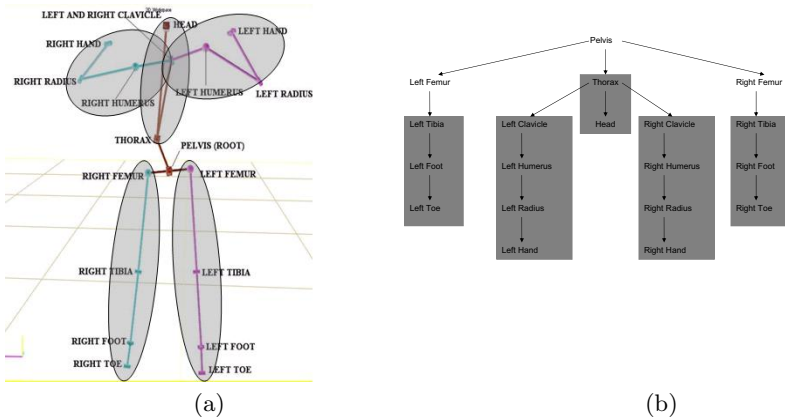 LEFT AND RIGHT CLAVICLE
HEAD
RIGHT HAND
LEFT HAND
RIGHT RADIUS
RIGHT HUMERUS
LEFT HUMERUS
LEFT RADIUS
THORAX
PELVIS (ROOT)
RIGHT FEMUR
LEFT FEMUR
RIGHT TIBIA
LEFT TIBIA
RIGHT FOOT
LEFT FOOT
RIGHT TOE
LEFT TOE
(a)
Pelvis
Left Femur
Thorax
Right Femur
Left Tibia
Left Clavicle
Head
Right Clavicle
Right Tibia
Left Foot
Left Humerus
Right Humerus
Right Foot
Left Toe
Left Radius
Right Radius
Right Toe
Left Hand
Right Hand
(b)